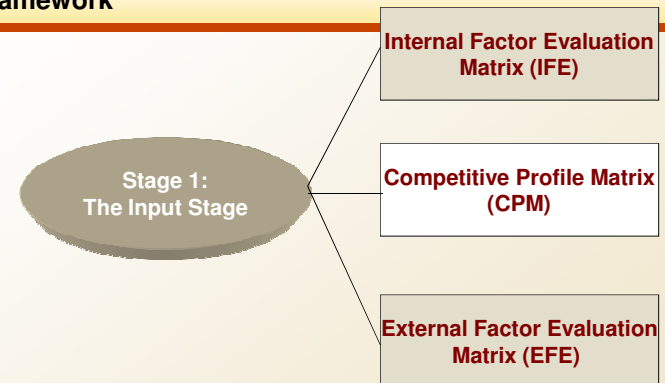 Internal Factor Evaluation
Matrix (IFE)
Stage 1:
The Input Stage
Competitive Profile Matrix
(CPM)
External Factor Evaluation
Matrix (EFE)